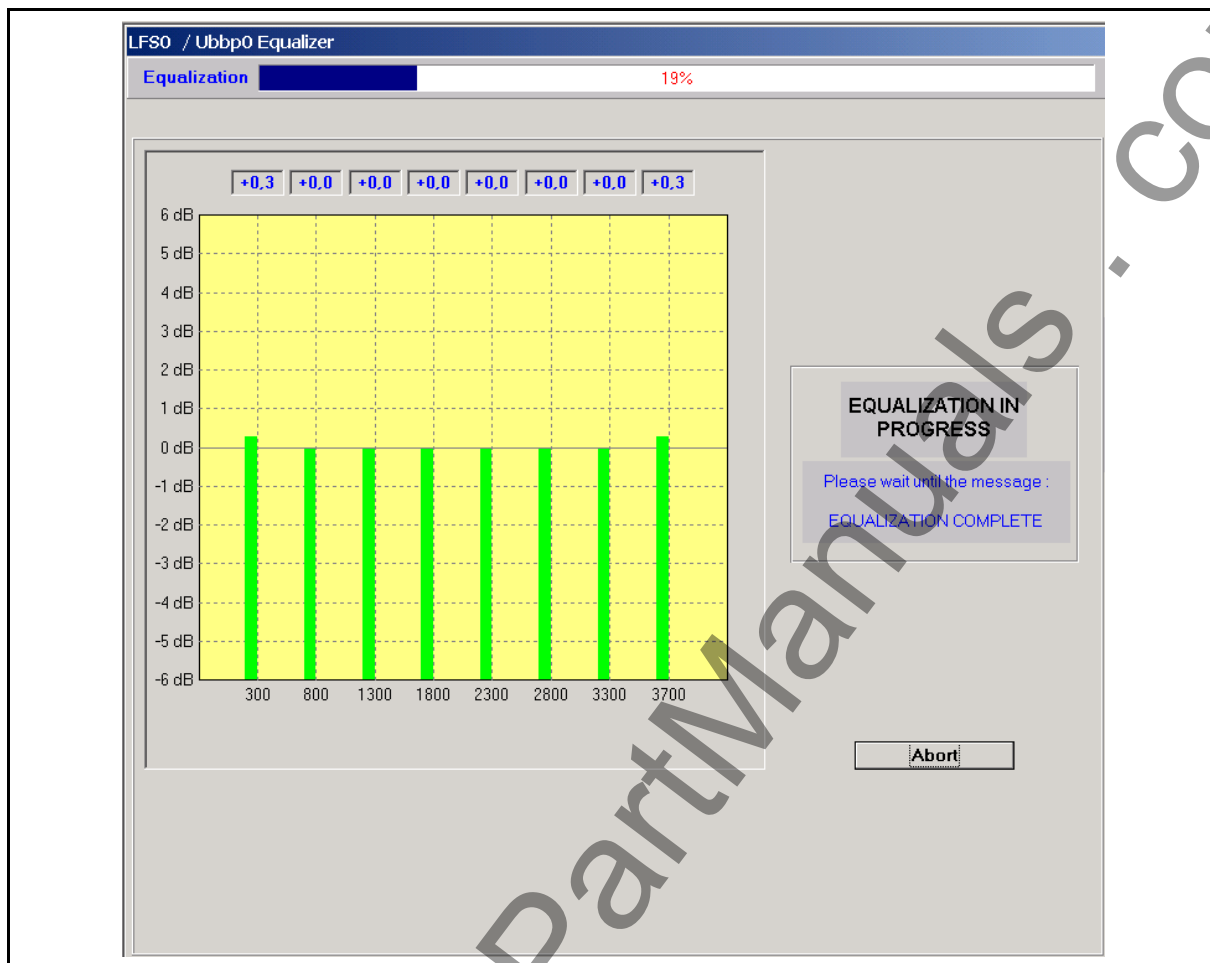 LFS0 / Ubbp0 Equalizer
Equalization 19%
+0,3 +0,0 +0,0 +0,0 +0,0 +0,0 +0,0 +0,3
6 dB
5 dB
4 dB
3 dB
2 dB
1 dB
0 dB
-1 dB
-2 dB
-3 dB
-4 dB
-5 dB
-6 dB
300 800 1300 1800 2300 2800 3300 3700
EQUALIZATION IN
PROGRESS
Please wait until the message :
EQUALIZATION COMPLETE
Abort
PartManuals . co